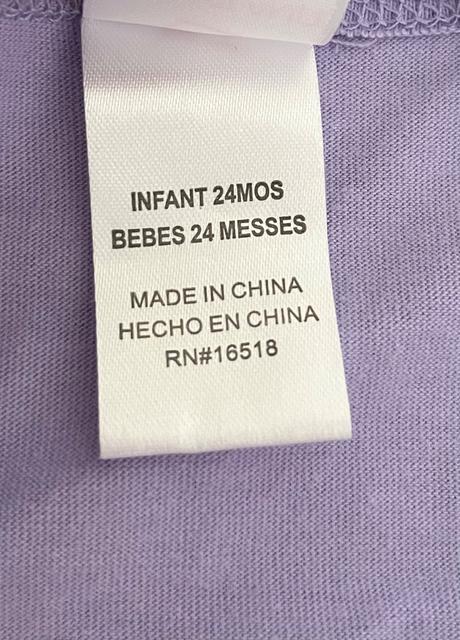 INFANT 24MOS
BEBES 24 MESSES
MADE IN CHINA
HECHO EN CHINA
RN#16518